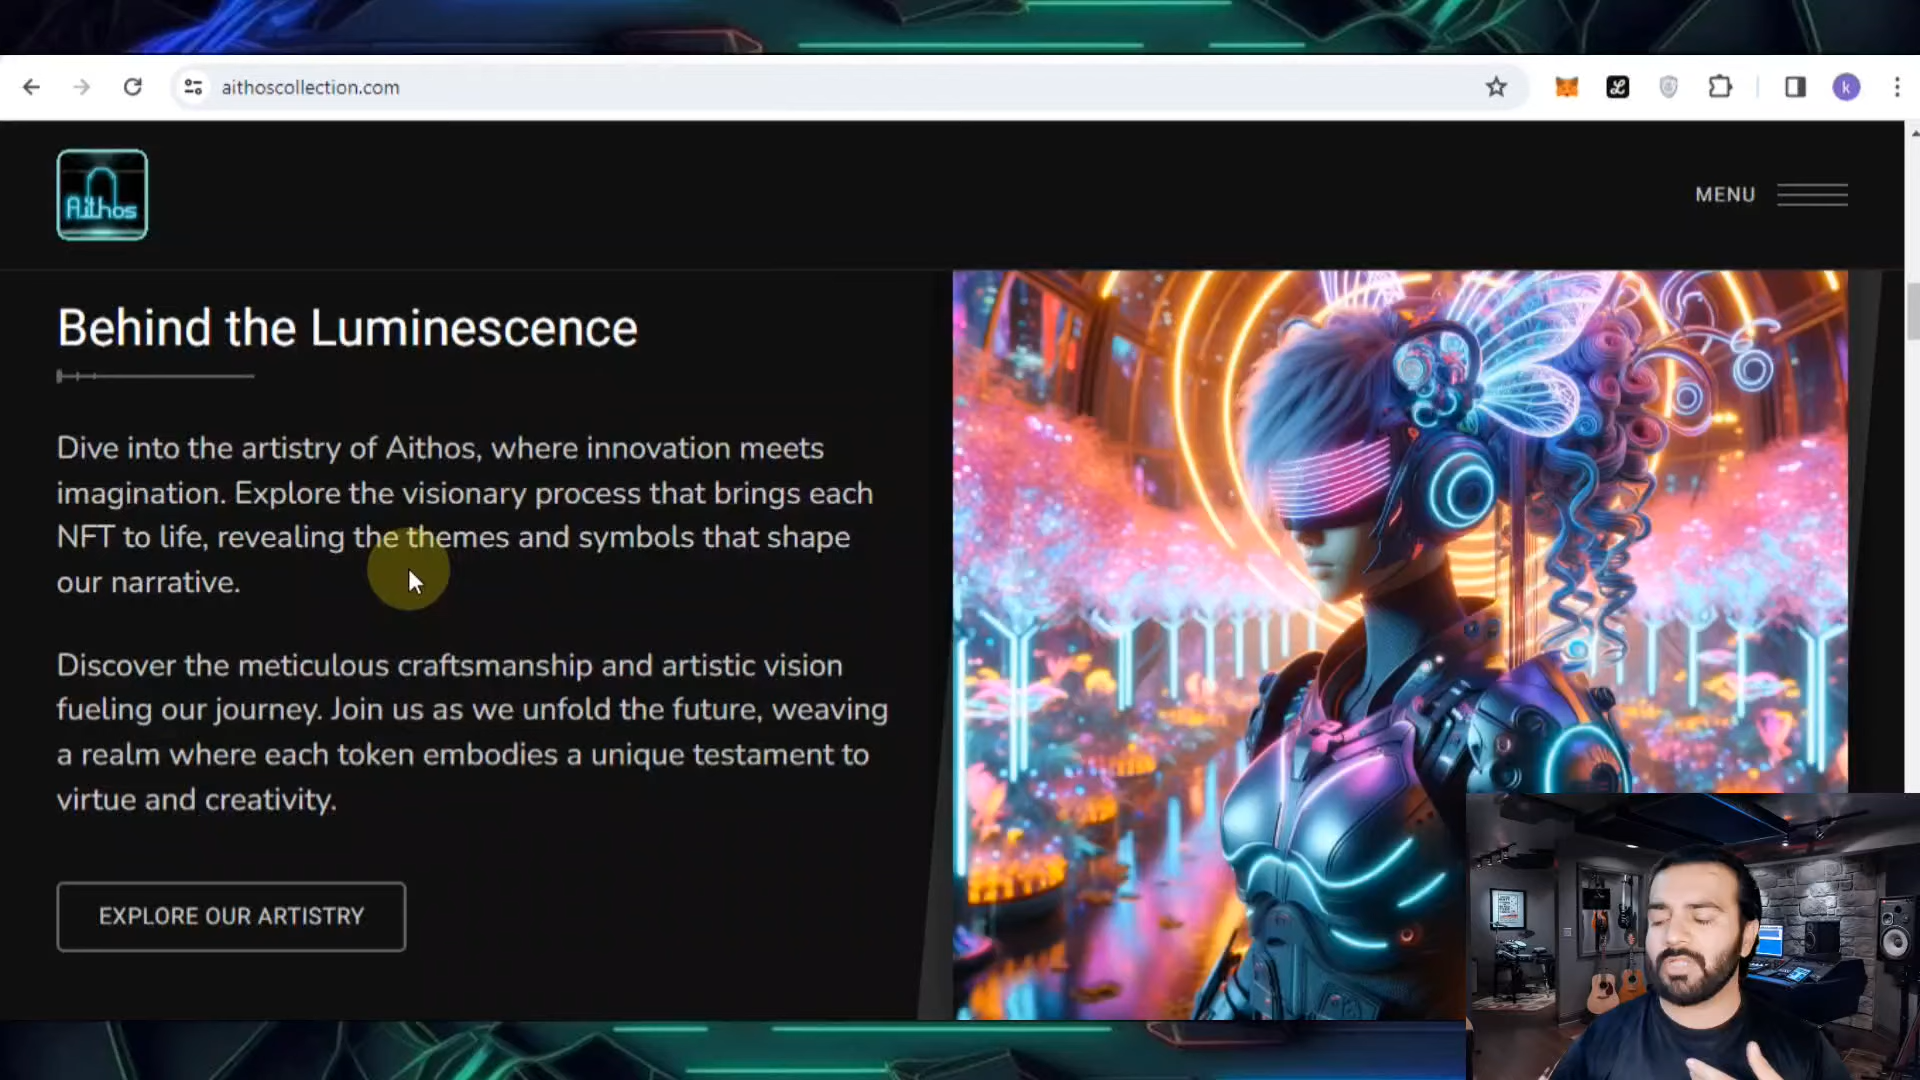 aithoscollection.com
k
Aithos
MENU
Behind the Luminescence
Dive into the artistry of Aithos, where innovation meets
imagination. Explore the visionary process that brings each
NFT to life, revealing the themes and symbols that shape
our narrative.
Discover the meticulous craftsmanship and artistic vision
fueling our journey. Join us as we unfold the future, weaving
a realm where each token embodies a unique testament to
virtue and creativity.
EXPLORE OUR ARTISTRY